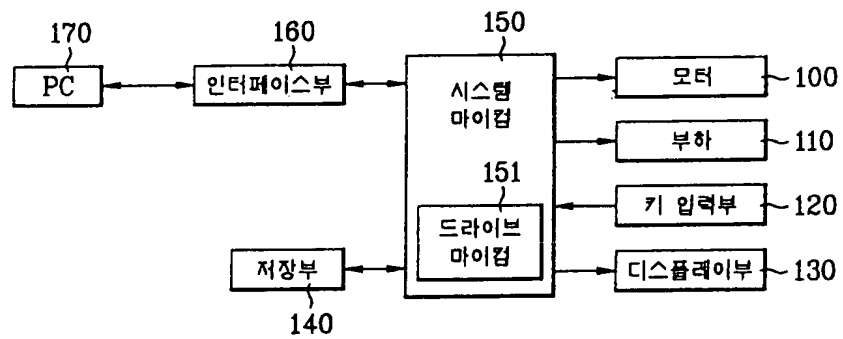 170
PC
160
인터페이스부
150
시스템
마이컴
151
드라이브
마이컴
저장부
140
모터
100
부하
110
키 입력부
120
디스플레이부
130